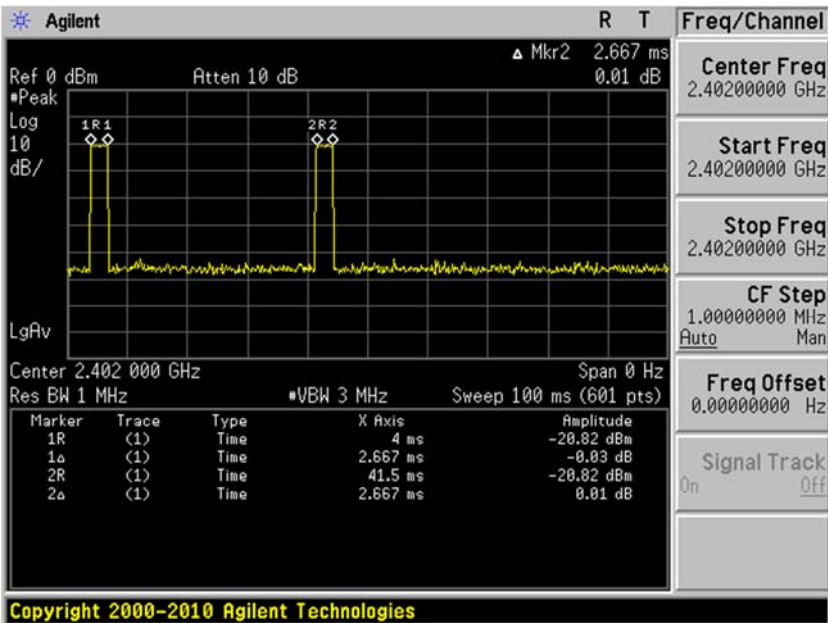 Agilent R T
Δ Mkr2 2.667 ms
Ref 0 dBm Atten 10 dB 0.01 dB
#Peak
Log
10
dB/
1R1
2R2
LgAv
Center 2.402 000 GHz Span 0 Hz
Res BW 1 MHz #VBW 3 MHz Sweep 100 ms (601 pts)
Marker Trace Type X Axis Amplitude
1R (1) Time 4 ms -20.82 dBm
1Δ (1) Time 2.667 ms -0.03 dB
2R (1) Time 41.5 ms -20.82 dBm
2Δ (1) Time 2.667 ms 0.01 dB
Copyright 2000-2010 Agilent Technologies
Freq/Channel
Center Freq
2.40200000 GHz
Start Freq
2.40200000 GHz
Stop Freq
2.40200000 GHz
CF Step
1.00000000 MHz
Auto Man
Freq Offset
0.00000000 Hz
Signal Track
On Off